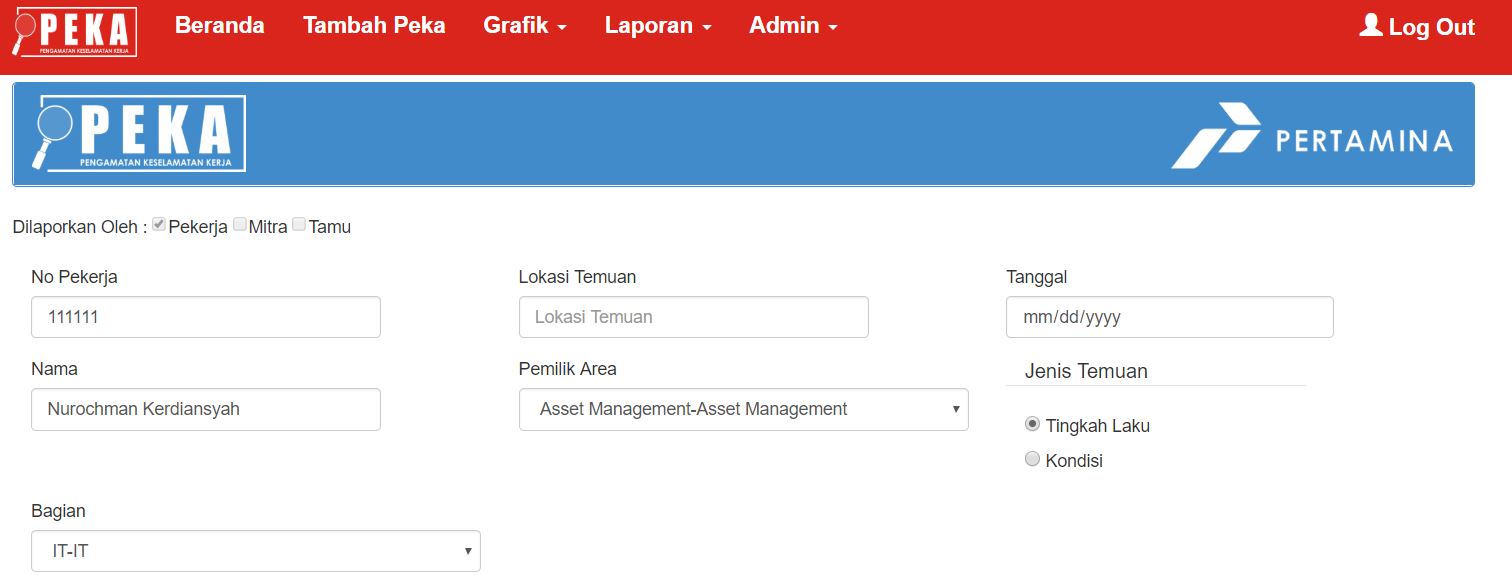 PEKA
PENGAMATAN KESELAMATAN KERJA
Beranda
Tambah Peka
Grafik
Laporan
Admin
Log Out
PEKA
PENGAMATAN KESELAMATAN KERJA
PERTAMINA
Dilaporkan Oleh : Pekerja Mitra Tamu
No Pekerja
111111
Lokasi Temuan
Lokasi Temuan
Tanggal
mm/dd/yyyy
Nama
Nurochman Kerdiansyah
Pemilik Area
Asset Management-Asset Management
Jenis Temuan
Tingkah Laku
Kondisi
Bagian
IT-IT